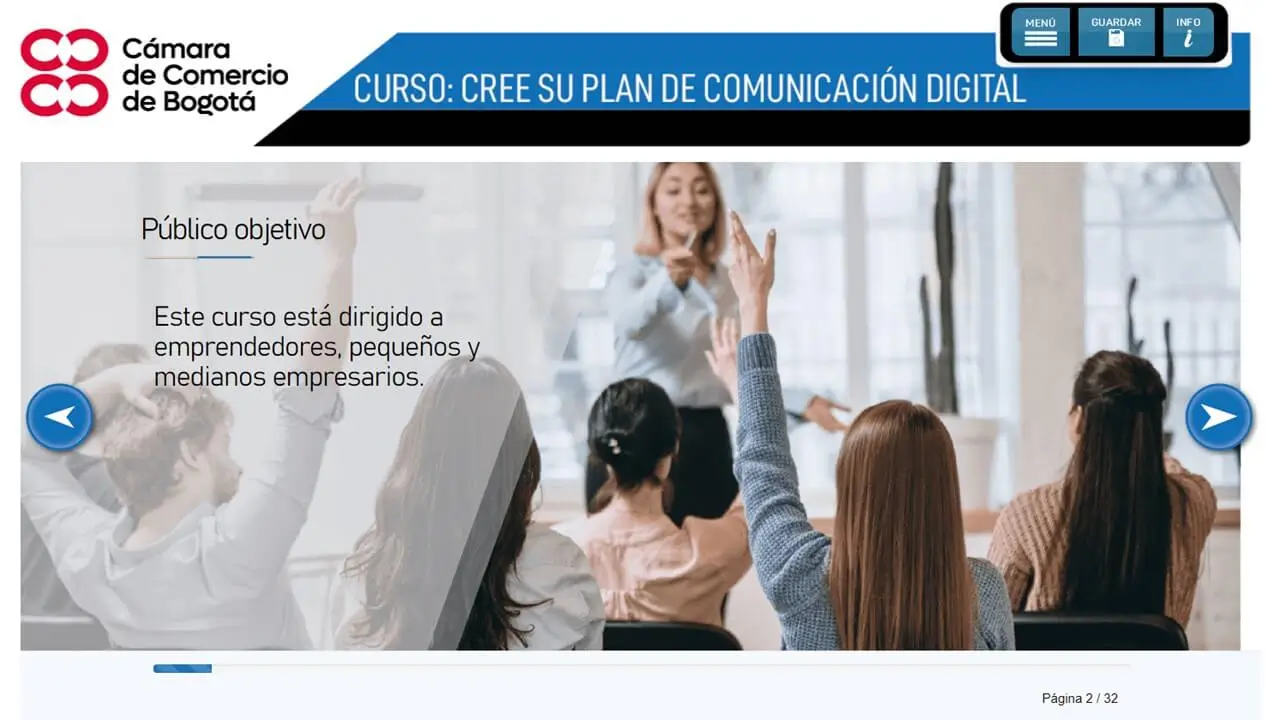 Cámara
de Comercio
de Bogotá
CURSO: CREE SU PLAN DE COMUNICACIÓN DIGITAL
MENÚ
GUARDAR
INFO
Público objetivo
Este curso está dirigido a
emprendedores, pequeños y
medianos empresarios.
Página 2 / 32